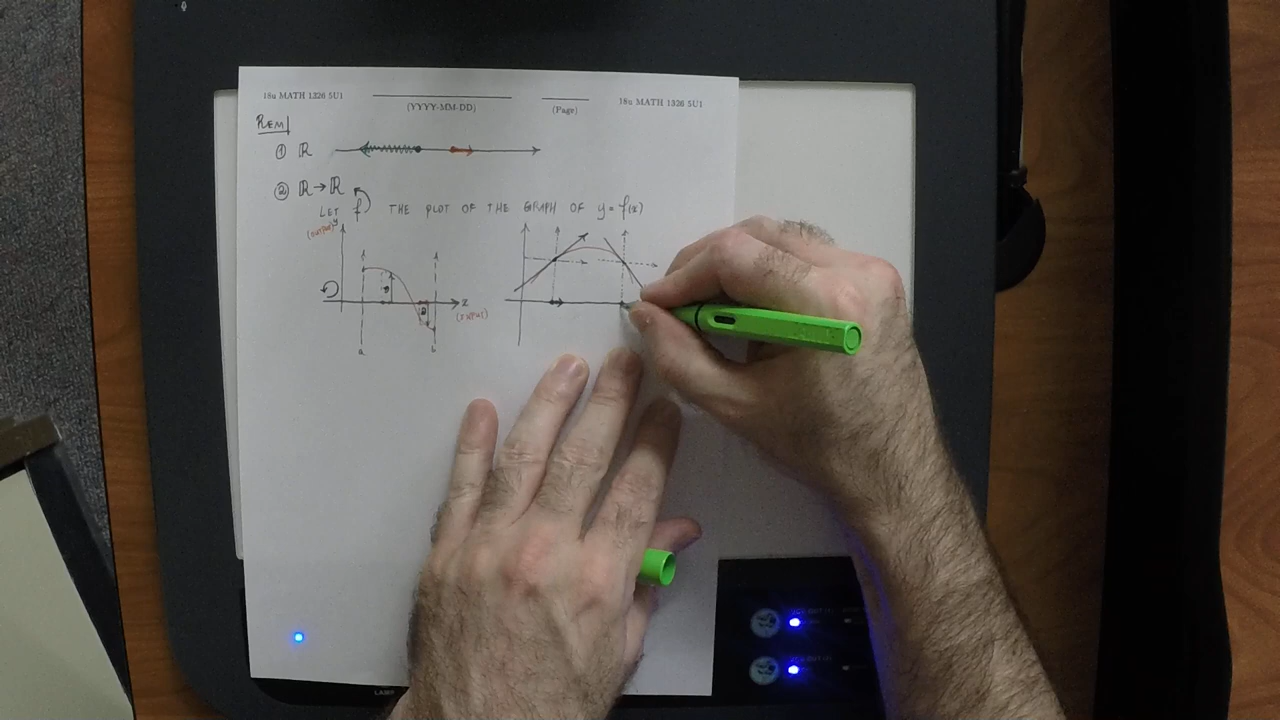 18u MATH 1326 5U1 (YYYY-MM-DD) (Page) 18u MATH 1326 5U1
REM
① ℝ
② ℝ → ℝ
LET f THE PLOT OF THE GRAPH OF y = f(x)
(OUTPUT) y
x
(INPUT)
a b
LAMP